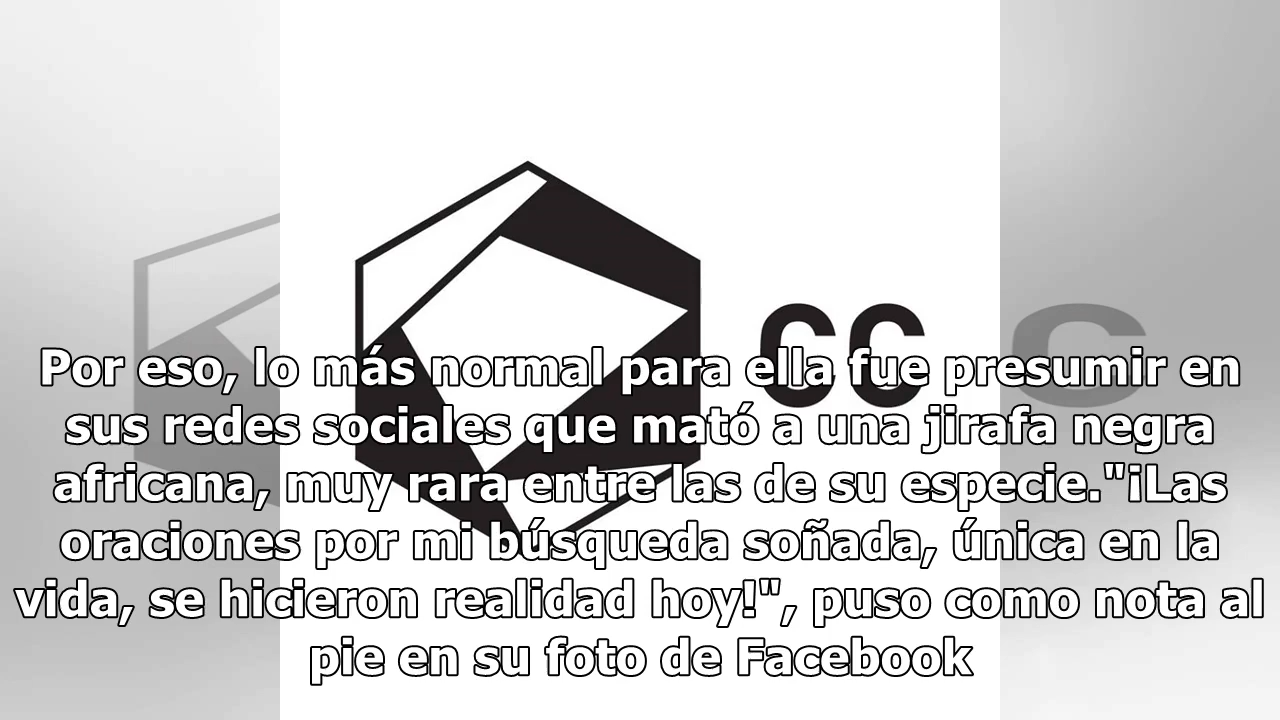 CC
C
Por eso, lo más normal para ella fue presumir en
sus redes sociales que mató a una jirafa negra
africana, muy rara entre las de su especie."¡Las
oraciones por mi búsqueda soñada, única en la
vida, se hicieron realidad hoy!", puso como nota al
pie en su foto de Facebook